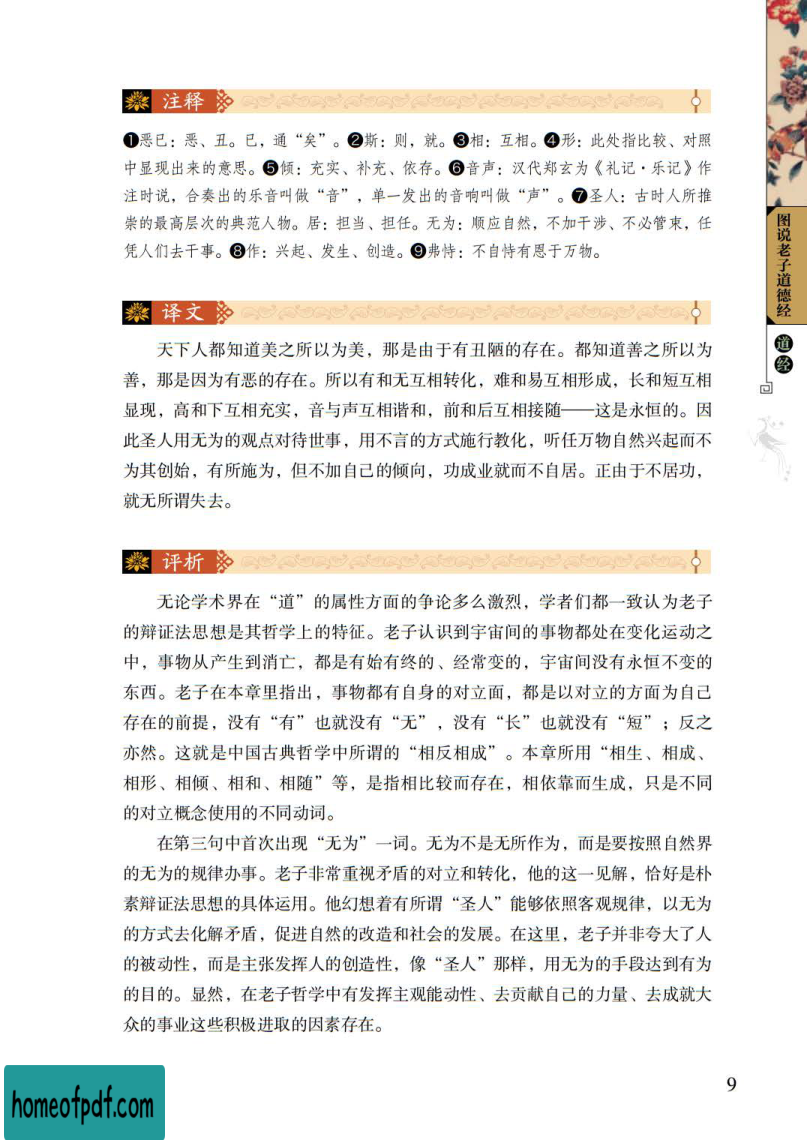 注释
❶恶已：恶、丑。已，通“矣”。❷斯：则，就。❸相：互相。❹形：此处指比较、对照
中显现出来的意思。❺倾：充实、补充、依存。❻音声：汉代郑玄为《礼记·乐记》作
注时说，合奏出的乐音叫做“音”，单一发出的音响叫做“声”。❼圣人：古时人所推
崇的最高层次的典范人物。居：担当、担任。无为：顺应自然，不加干涉、不必管束，任
凭人们去干事。❽作：兴起、发生、创造。❾弗恃：不自恃有恩于万物。
译文
天下人都知道美之所以为美，那是由于有丑陋的存在。都知道善之所以为
善，那是因为有恶的存在。所以有和无互相转化，难和易互相形成，长和短互相
显现，高和下互相充实，音与声互相谐和，前和后互相接随——这是永恒的。因
此圣人用无为的观点对待世事，用不言的方式施行教化，听任万物自然兴起而不
为其创始，有所施为，但不加自己的倾向，功成业就而不自居。正由于不居功，
就无所谓失去。
评析
无论学术界在“道”的属性方面的争论多么激烈，学者们都一致认为老子
的辩证法思想是其哲学上的特征。老子认识到宇宙间的事物都处在变化运动之
中，事物从产生到消亡，都是有始有终的、经常变的，宇宙间没有永恒不变的
东西。老子在本章里指出，事物都有自身的对立面，都是以对立的方面为自己
存在的前提，没有“有”也就没有“无”，没有“长”也就没有“短”；反之
亦然。这就是中国古典哲学中所谓的“相反相成”。本章所用“相生、相成、
相形、相倾、相和、相随”等，是指相比较而存在，相依靠而生成，只是不同
的对立概念使用的不同动词。
在第三句中首次出现“无为”一词。无为不是无所作为，而是要按照自然界
的无为的规律办事。老子非常重视矛盾的对立和转化，他的这一见解，恰好是朴
素辩证法思想的具体运用。他幻想着有所谓“圣人”能够依照客观规律，以无为
的方式去化解矛盾，促进自然的改造和社会的发展。在这里，老子并非夸大了人
的被动性，而是主张发挥人的创造性，像“圣人”那样，用无为的手段达到有为
的目的。显然，在老子哲学中有发挥主观能动性、去贡献自己的力量、去成就大
众的事业这些积极进取的因素存在。
图说老子道德经
道经
9
homeofpdf.com